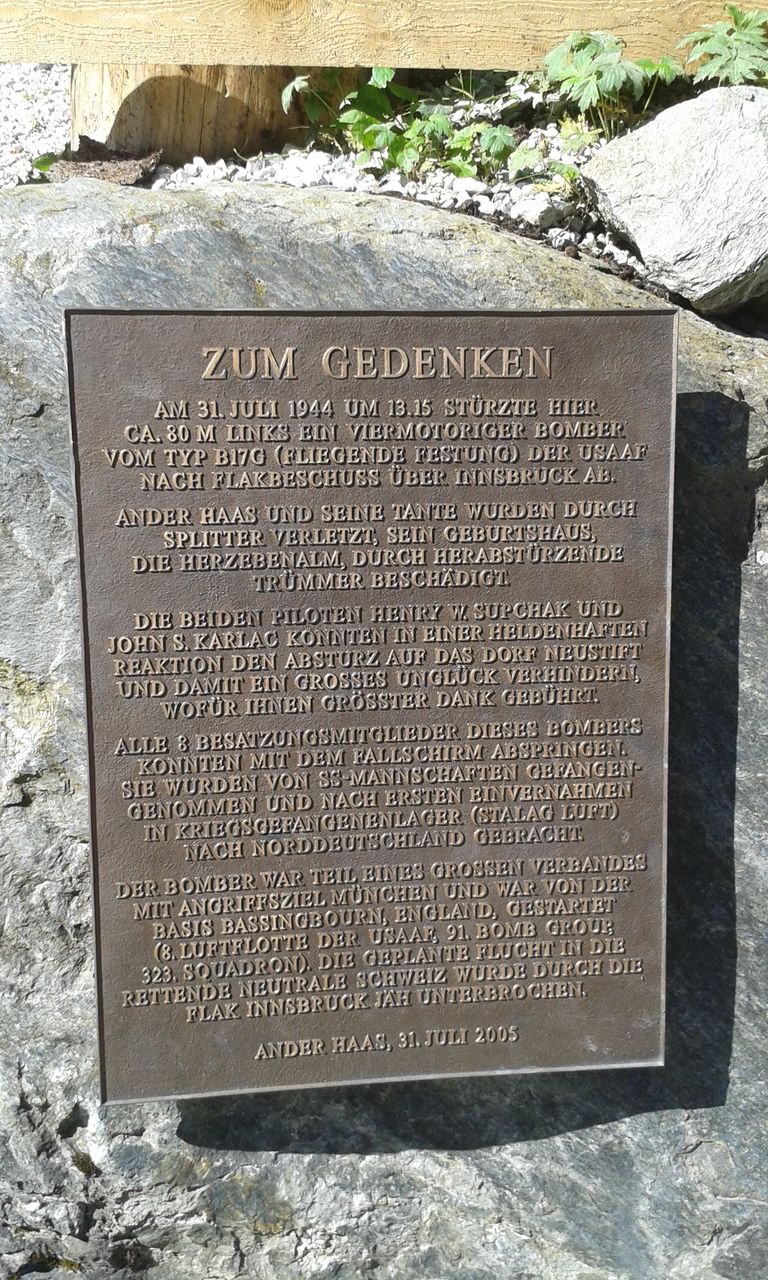 ZUM GEDENKEN
AM 31. JULI 1944 UM 13.15 STÜRZTE HIER
CA. 80 M LINKS EIN VIERMOTORIGER BOMBER
VOM TYP B17G (FLIEGENDE FESTUNG) DER USAAF
NACH FLAKBESCHUSS ÜBER INNSBRUCK AB.
ANDER HAAS UND SEINE TANTE WURDEN DURCH
SPLITTER VERLETZT, SEIN GEBURTSHAUS,
DIE HERZEBENALM, DURCH HERABSTÜRZENDE
TRÜMMER BESCHÄDIGT.
DIE BEIDEN PILOTEN HENRY W. SUPCHAK UND
JOHN S. KARLAC KONNTEN IN EINER HELDENHAFTEN
REAKTION DEN ABSTURZ AUF DAS DORF NEUSTIFT
UND DAMIT EIN GROSSES UNGLÜCK VERHINDERN,
WOFÜR IHNEN GRÖSSTER DANK GEBÜHRT.
ALLE 8 BESATZUNGSMITGLIEDER DIESES BOMBERS
KONNTEN MIT DEM FALLSCHIRM ABSPRINGEN.
SIE WURDEN VON SS-MANNSCHAFTEN GEFANGEN-
GENOMMEN UND NACH ERSTEN EINVERNAHMEN
IN KRIEGSGEFANGENENLAGER (STALAG LUFT)
NACH NORDDEUTSCHLAND GEBRACHT.
DER BOMBER WAR TEIL EINES GROSSEN VERBANDES
MIT ANGRIFFSZIEL MÜNCHEN UND WAR VON DER
BASIS BASSINGBOURN, ENGLAND, GESTARTET
(8. LUFTFLOTTE DER USAAF, 91. BOMB GROUP,
323. SQUADRON). DIE GEPLANTE FLUCHT IN DIE
RETTENDE NEUTRALE SCHWEIZ WURDE DURCH DIE
FLAK INNSBRUCK JÄH UNTERBROCHEN.
ANDER HAAS, 31. JULI 2005